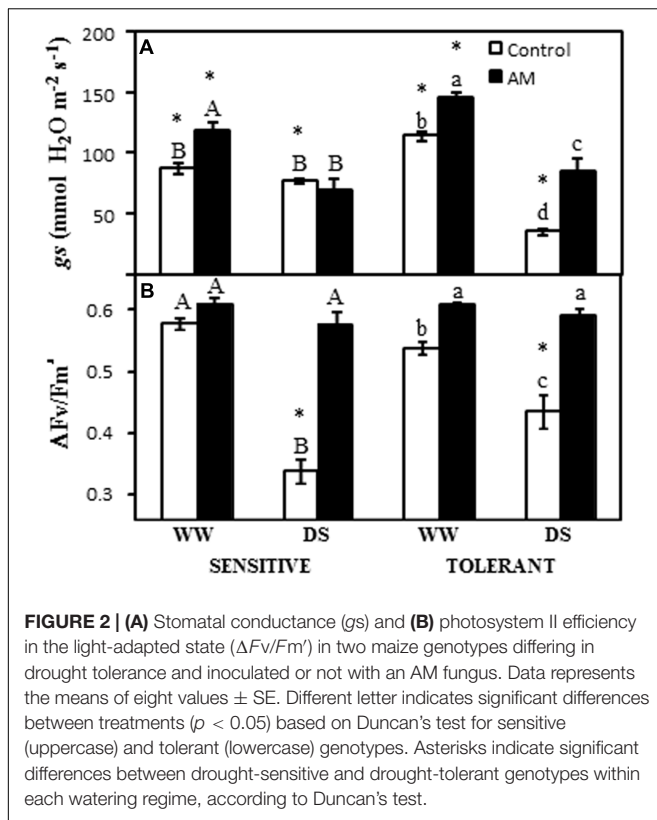 200
A
Control
AM
150
100
50
gs (mmol H₂O m⁻² s⁻¹)
* * * * * *
B A B B b a d c
B
0.6
0.5
0.4
0.3
ΔFv/Fm'
A A B A b a c a
* *
WW DS WW DS
SENSITIVE TOLERANT
FIGURE 2 | (A) Stomatal conductance (gs) and (B) photosystem II efficiency
in the light-adapted state (ΔFv/Fm′) in two maize genotypes differing in
drought tolerance and inoculated or not with an AM fungus. Data represents
the means of eight values ± SE. Different letter indicates significant differences
between treatments (p < 0.05) based on Duncan's test for sensitive
(uppercase) and tolerant (lowercase) genotypes. Asterisks indicate significant
differences between drought-sensitive and drought-tolerant genotypes within
each watering regime, according to Duncan's test.